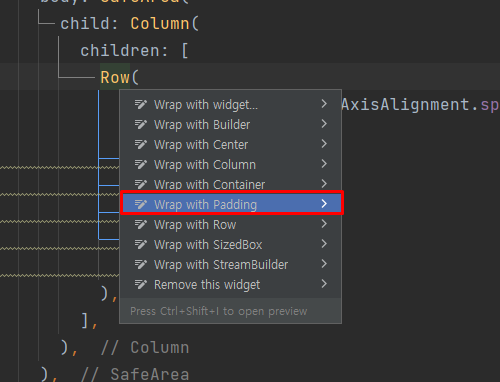 body: SafeArea(
child: Column(
children: [
Row(
AxisAlignment.sp
Wrap with widget...
Wrap with Builder
Wrap with Center
Wrap with Column
Wrap with Container
Wrap with Padding
Wrap with Row
Wrap with SizedBox
Wrap with StreamBuilder
Remove this widget
Press Ctrl+Shift+I to open preview
),
],
), // Column
), // SafeArea